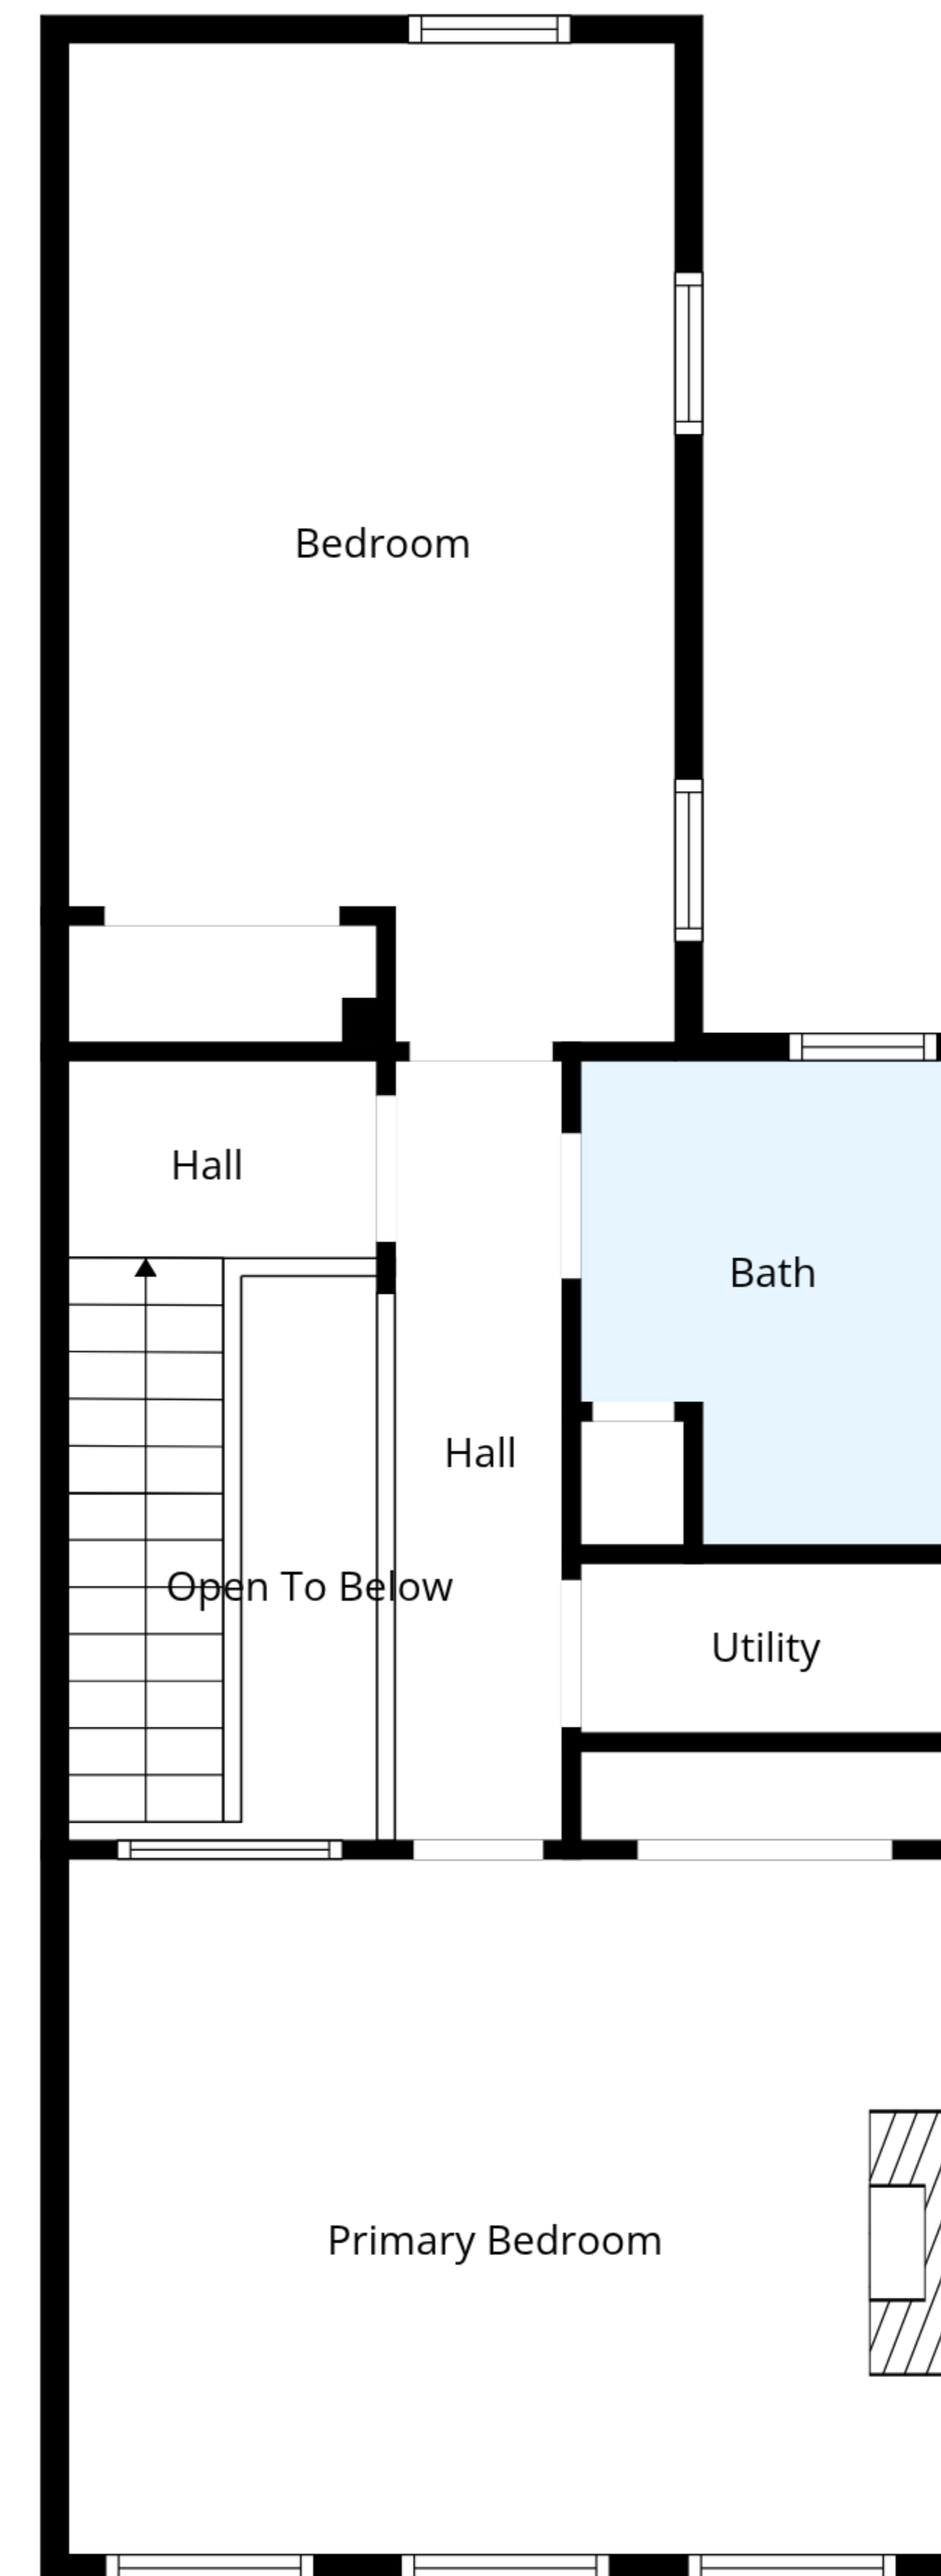 Bedroom
Hall
Bath
Hall
Open To Below
Utility
Primary Bedroom